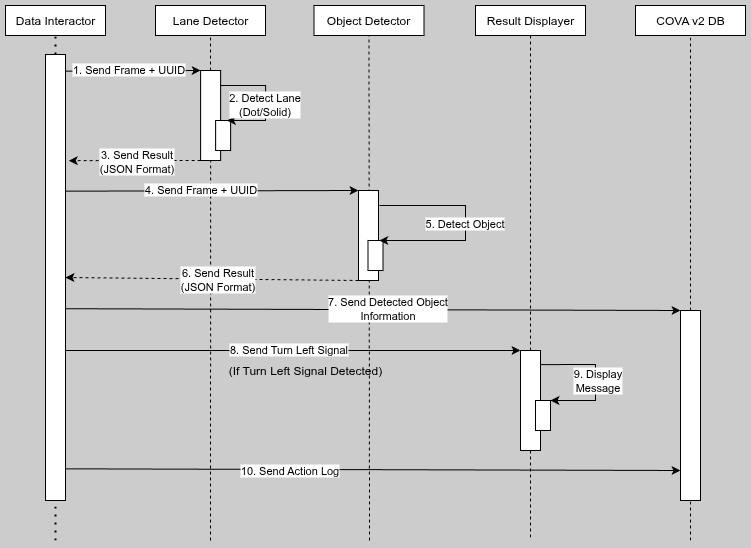 Data Interactor
Lane Detector
Object Detector
Result Displayer
COVA v2 DB
1. Send Frame + UUID
2. Detect Lane
(Dot/Solid)
3. Send Result
(JSON Format)
4. Send Frame + UUID
5. Detect Object
6. Send Result
(JSON Format)
7. Send Detected Object
Information
8. Send Turn Left Signal
(If Turn Left Signal Detected)
9. Display
Message
10. Send Action Log